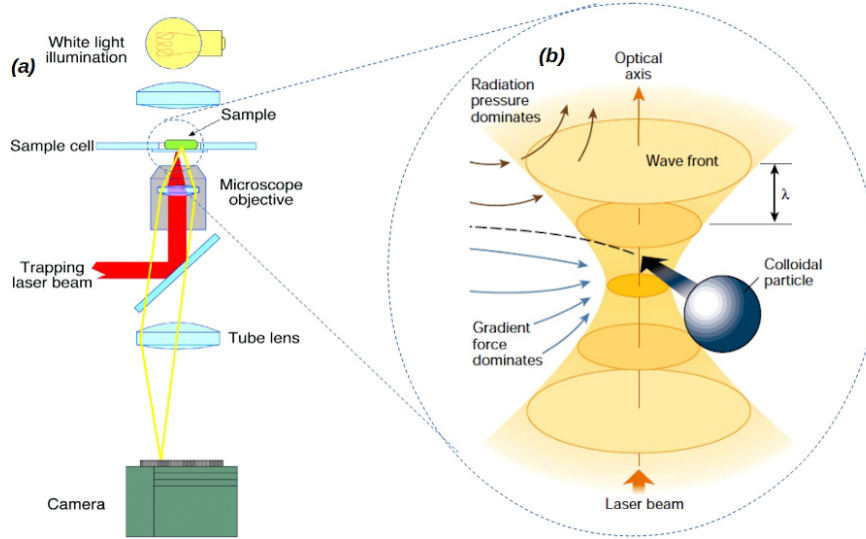 White light
illumination
(a)
Sample
Sample cell
Microscope
objective
Trapping
laser beam
Tube lens
Camera
(b)
Optical
axis
Radiation
pressure
dominates
Wave front
λ
Colloidal
particle
Gradient
force
dominates
Laser beam